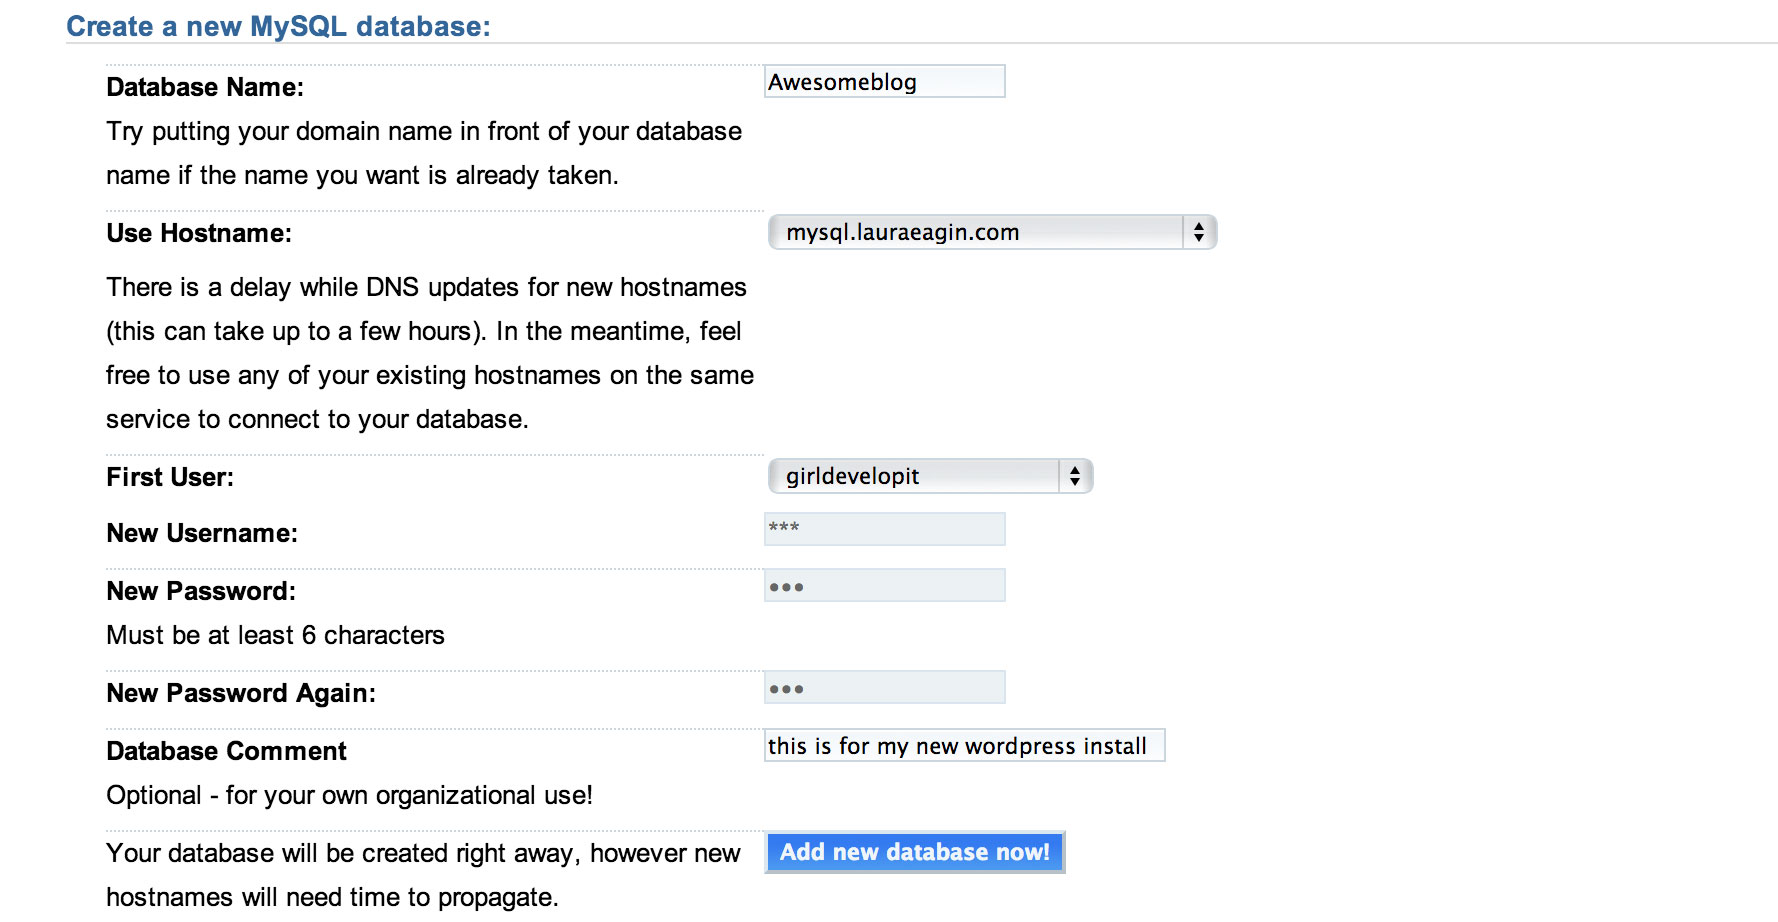 Create a new MySQL database:
Database Name:
Awesomeblog
Try putting your domain name in front of your database
name if the name you want is already taken.
Use Hostname:
mysql.lauraeagin.com
There is a delay while DNS updates for new hostnames
(this can take up to a few hours). In the meantime, feel
free to use any of your existing hostnames on the same
service to connect to your database.
First User:
girldevelopit
New Username:
***
New Password:
•••
Must be at least 6 characters
New Password Again:
•••
Database Comment
this is for my new wordpress install
Optional - for your own organizational use!
Your database will be created right away, however new
hostnames will need time to propagate.
Add new database now!